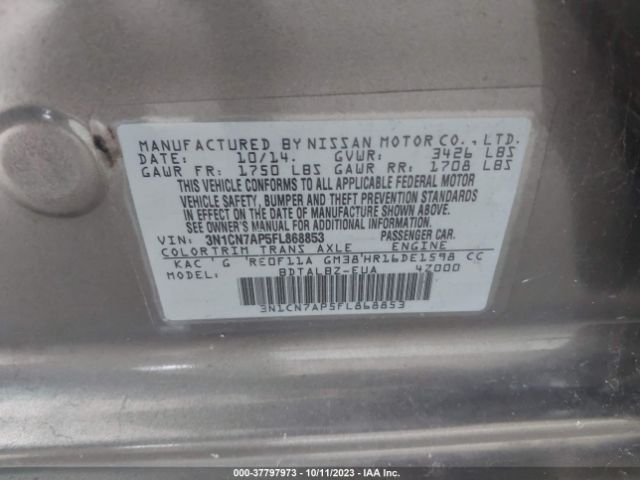 MANUFACTURED BY NISSAN MOTOR CO., LTD.
DATE: 10/14. GVWR: 3426 LBS
GAWR FR: 1750 LBS GAWR RR: 1708 LBS
THIS VEHICLE CONFORMS TO ALL APPLICABLE FEDERAL MOTOR
VEHICLE SAFETY, BUMPER AND THEFT PREVENTION STANDARDS
IN EFFECT ON THE DATE OF MANUFACTURE SHOWN ABOVE.
SEE OWNER'S MANUAL FOR ADDITIONAL INFORMATION.
VIN: 3N1CN7AP5FL868853 PASSENGER CAR.
COLOR TRIM TRANS AXLE ENGINE
KAC G RE0F11A GM38 HR16DE1598 CC
MODEL: BDTALBZ-EUA 4Z000
3N1CN7AP5FL868853
000-37797973 | 10/11/2023 | IAA Inc.